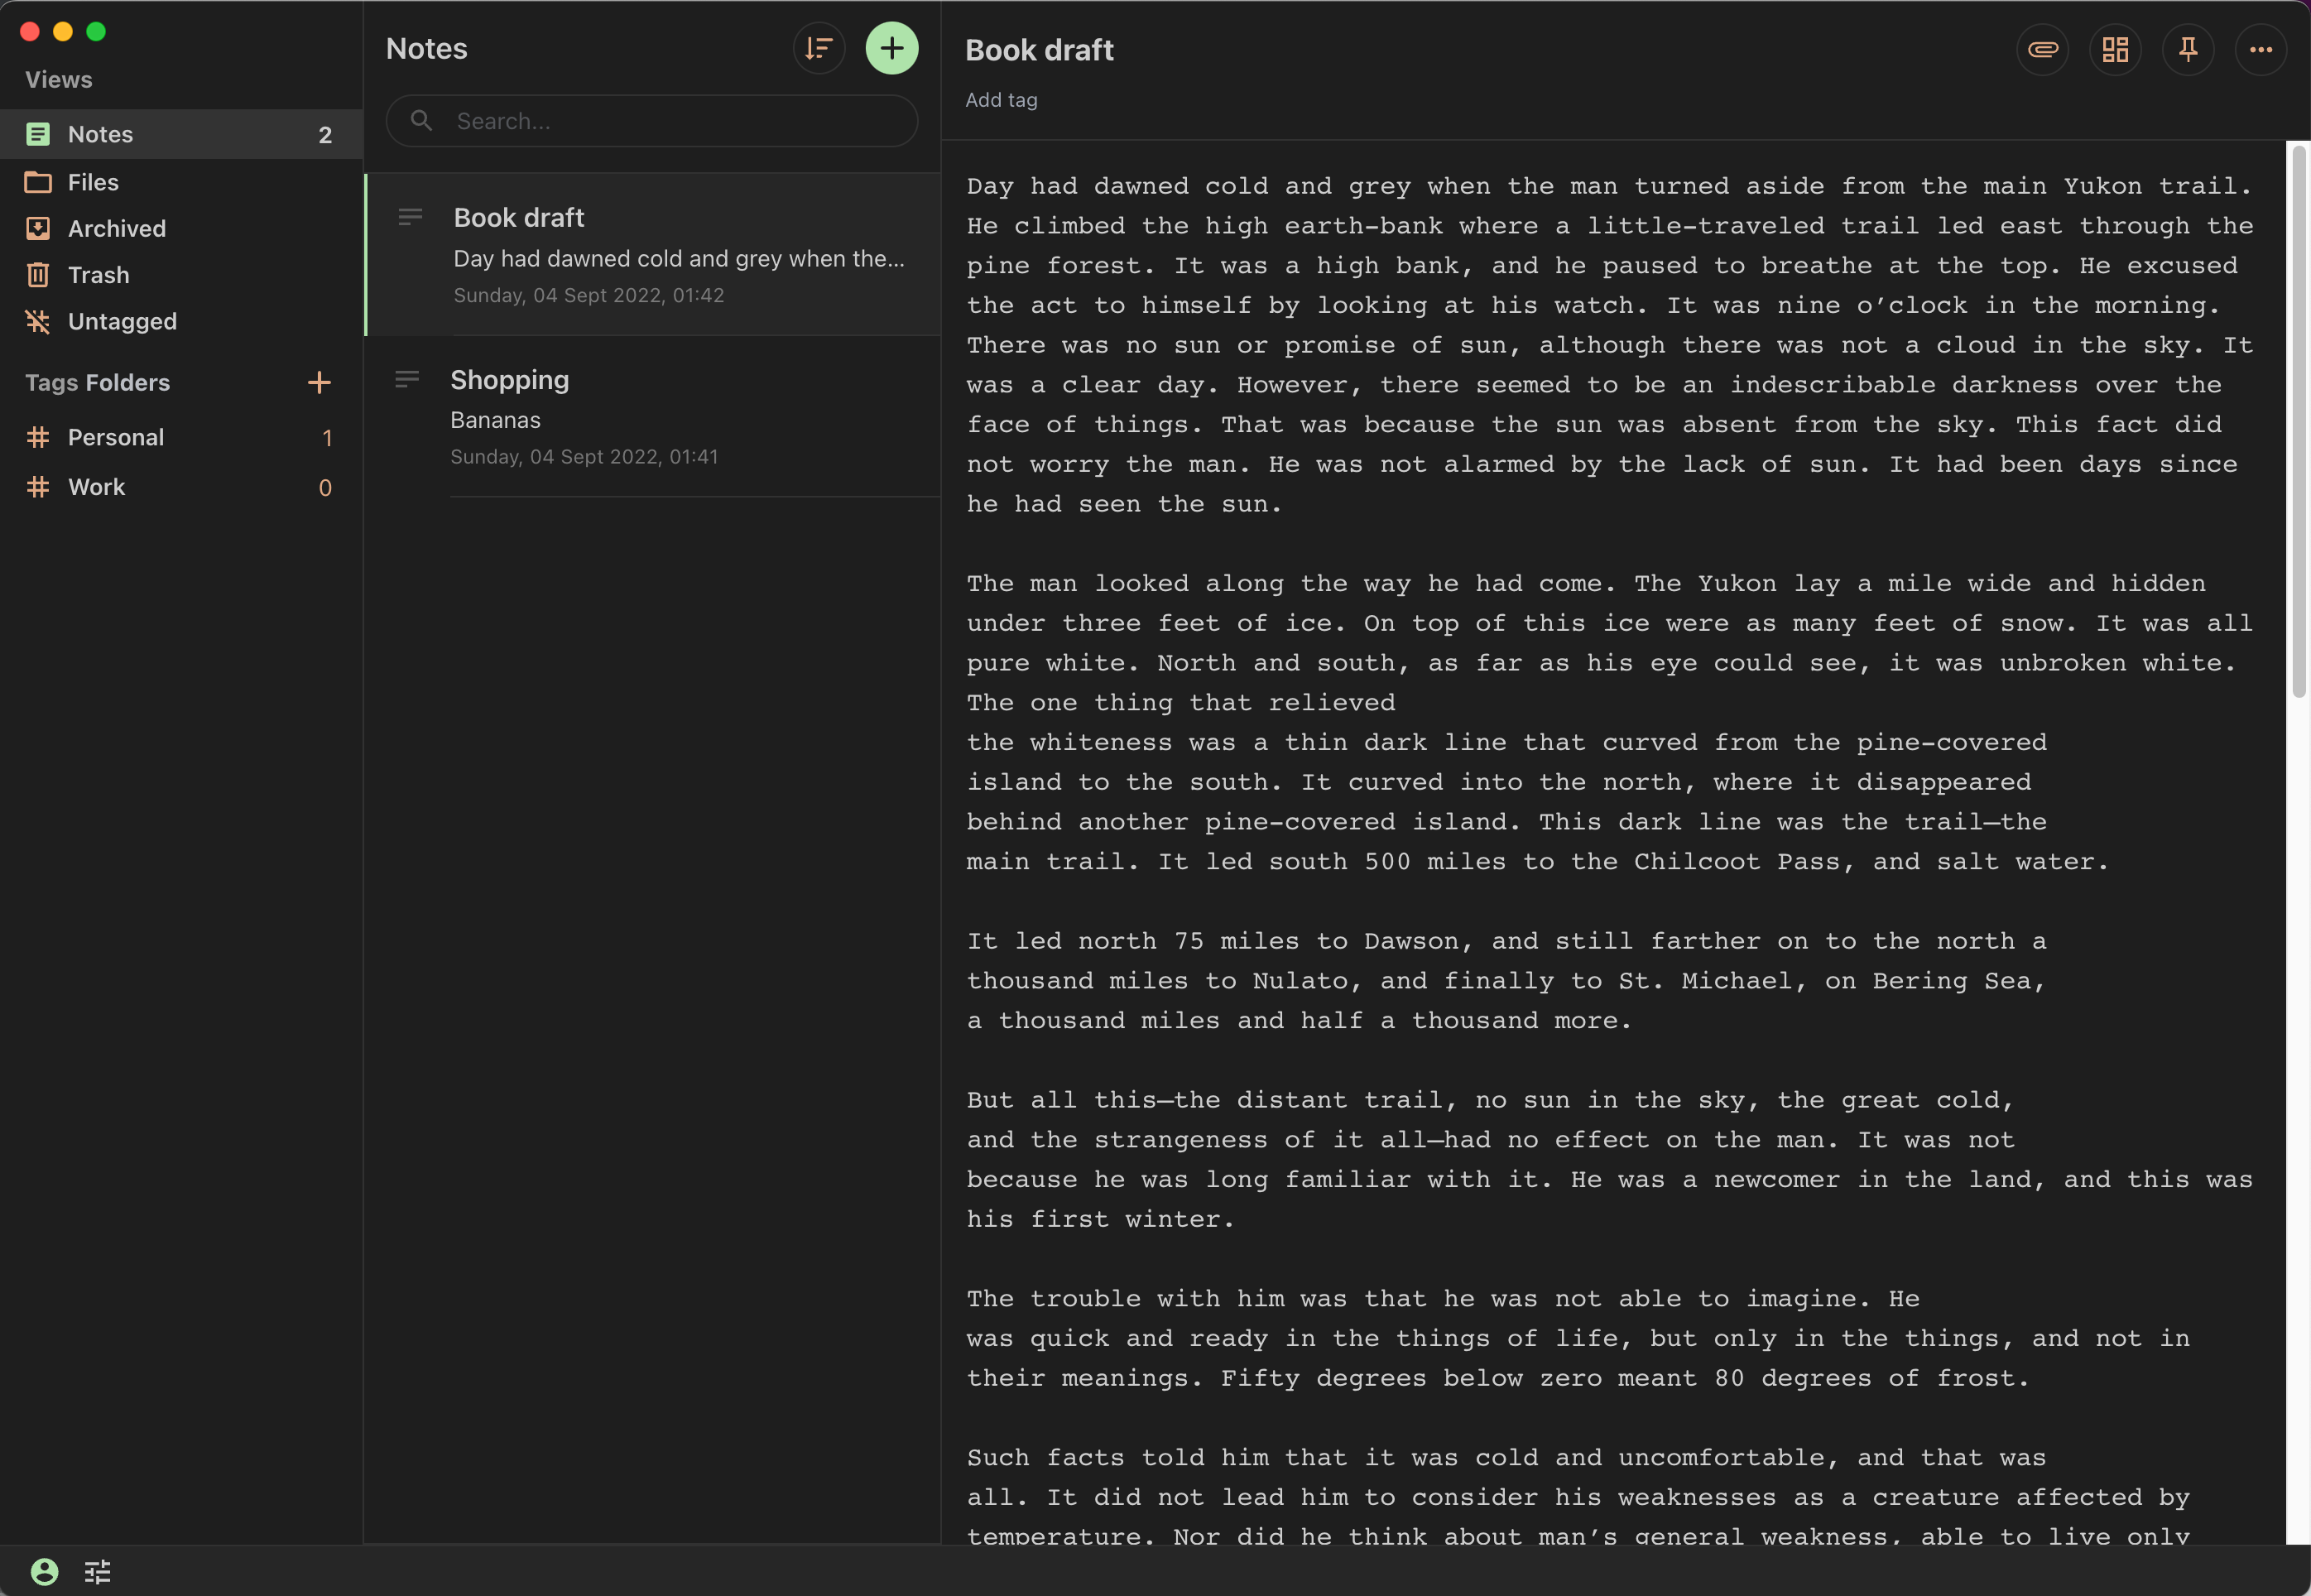 Views
Notes 2
Files
Archived
Trash
Untagged
Tags Folders
Personal 1
Work 0
Notes
Search...
Book draft
Day had dawned cold and grey when the...
Sunday, 04 Sept 2022, 01:42
Shopping
Bananas
Sunday, 04 Sept 2022, 01:41
Book draft
Add tag
Day had dawned cold and grey when the man turned aside from the main Yukon trail.
He climbed the high earth-bank where a little-traveled trail led east through the
pine forest. It was a high bank, and he paused to breathe at the top. He excused
the act to himself by looking at his watch. It was nine o’clock in the morning.
There was no sun or promise of sun, although there was not a cloud in the sky. It
was a clear day. However, there seemed to be an indescribable darkness over the
face of things. That was because the sun was absent from the sky. This fact did
not worry the man. He was not alarmed by the lack of sun. It had been days since
he had seen the sun.
The man looked along the way he had come. The Yukon lay a mile wide and hidden
under three feet of ice. On top of this ice were as many feet of snow. It was all
pure white. North and south, as far as his eye could see, it was unbroken white.
The one thing that relieved
the whiteness was a thin dark line that curved from the pine-covered
island to the south. It curved into the north, where it disappeared
behind another pine-covered island. This dark line was the trail—the
main trail. It led south 500 miles to the Chilcoot Pass, and salt water.
It led north 75 miles to Dawson, and still farther on to the north a
thousand miles to Nulato, and finally to St. Michael, on Bering Sea,
a thousand miles and half a thousand more.
But all this—the distant trail, no sun in the sky, the great cold,
and the strangeness of it all—had no effect on the man. It was not
because he was long familiar with it. He was a newcomer in the land, and this was
his first winter.
The trouble with him was that he was not able to imagine. He
was quick and ready in the things of life, but only in the things, and not in
their meanings. Fifty degrees below zero meant 80 degrees of frost.
Such facts told him that it was cold and uncomfortable, and that was
all. It did not lead him to consider his weaknesses as a creature affected by
temperature. Nor did he think about man’s general weakness, able to live only